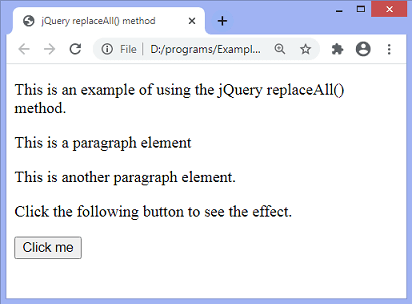 jQuery replaceAll() method
File | D:/programs/Exampl...
This is an example of using the jQuery replaceAll()
method.
This is a paragraph element
This is another paragraph element.
Click the following button to see the effect.
Click me